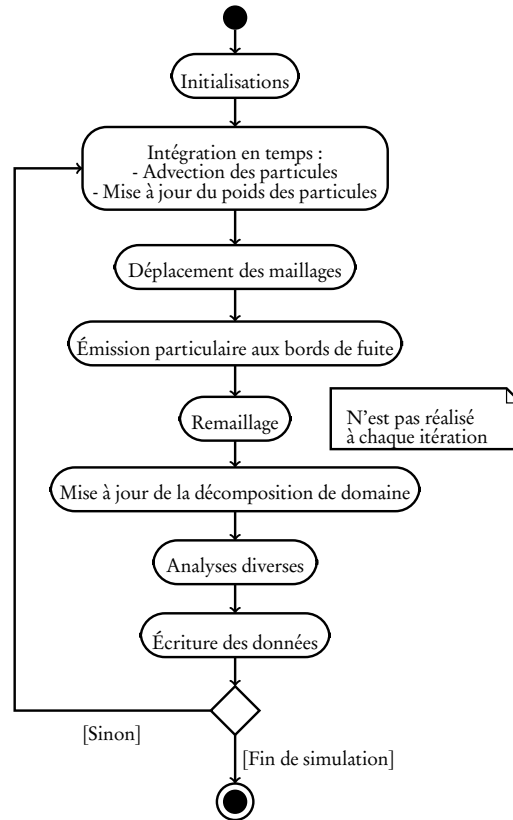 Initialisations
Intégration en temps :
- Advection des particules
- Mise à jour du poids des particules
Déplacement des maillages
Émission particulaire aux bords de fuite
Remaillage
N'est pas réalisé
à chaque itération
Mise à jour de la décomposition de domaine
Analyses diverses
Écriture des données
[Sinon]
[Fin de simulation]